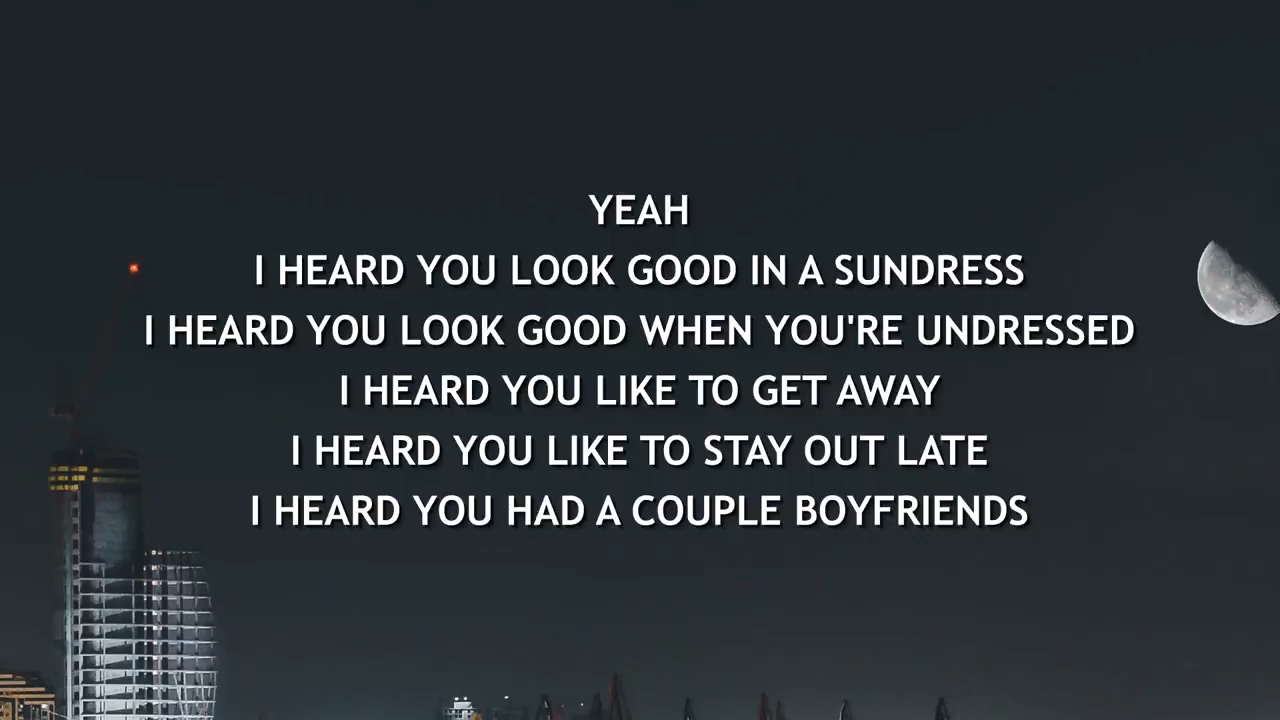 YEAH
I HEARD YOU LOOK GOOD IN A SUNDRESS
I HEARD YOU LOOK GOOD WHEN YOU'RE UNDRESSED
I HEARD YOU LIKE TO GET AWAY
I HEARD YOU LIKE TO STAY OUT LATE
I HEARD YOU HAD A COUPLE BOYFRIENDS